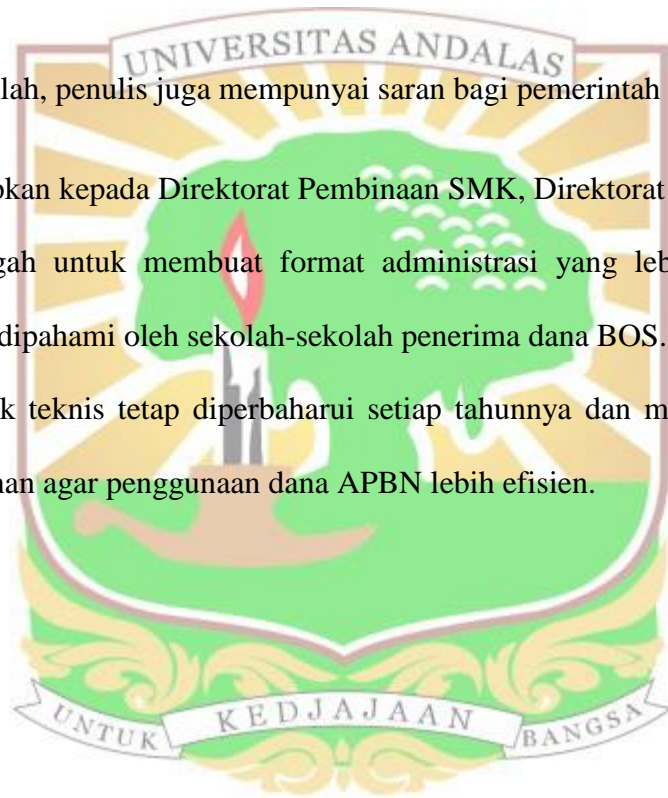 UNIVERSITAS ANDALAS
lah, penulis juga mempunyai saran bagi pemerintah
kan kepada Direktorat Pembinaan SMK, Direktorat
gah untuk membuat format administrasi yang leb
dipahami oleh sekolah-sekolah penerima dana BOS.
k teknis tetap diperbaharui setiap tahunnya dan m
nan agar penggunaan dana APBN lebih efisien.
UNTUK KEDJAJAAN BANGSA